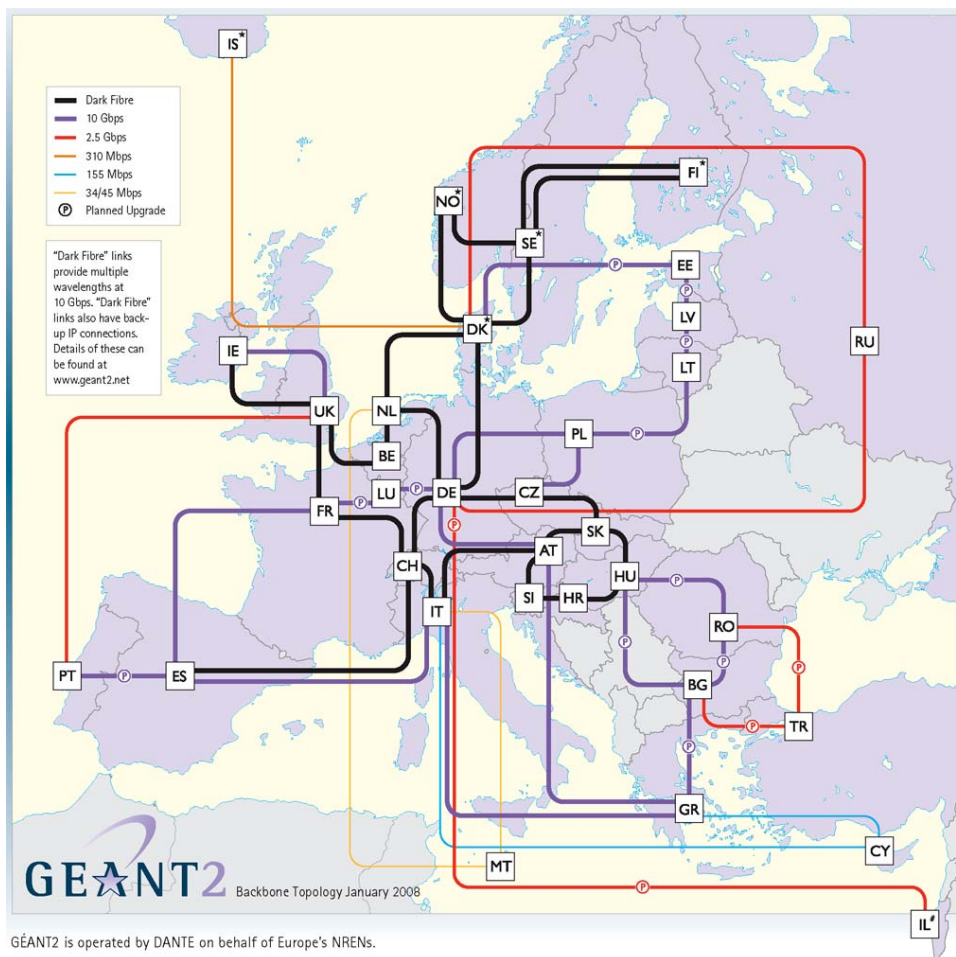 IS*
Dark Fibre
10 Gbps
2.5 Gbps
310 Mbps
155 Mbps
34/45 Mbps
P Planned Upgrade
FI*
NO*
SE*
"Dark Fibre" links
provide multiple
wavelengths at
10 Gbps. "Dark Fibre"
links also have back-
up IP connections.
Details of these can
be found at
www.geant2.net
P
EE
P
LV
DK*
RU
P
IE
LT
UK
NL
PL
P
BE
LU
P
P
DE
CZ
FR
P
SK
AT
CH
HU
P
SI
HR
IT
RO
P
P
P
PT
P
ES
BG
P
TR
P
GR
CY
MT
GEANT2 Backbone Topology January 2008
P
IL#
GÉANT2 is operated by DANTE on behalf of Europe's NRENs.